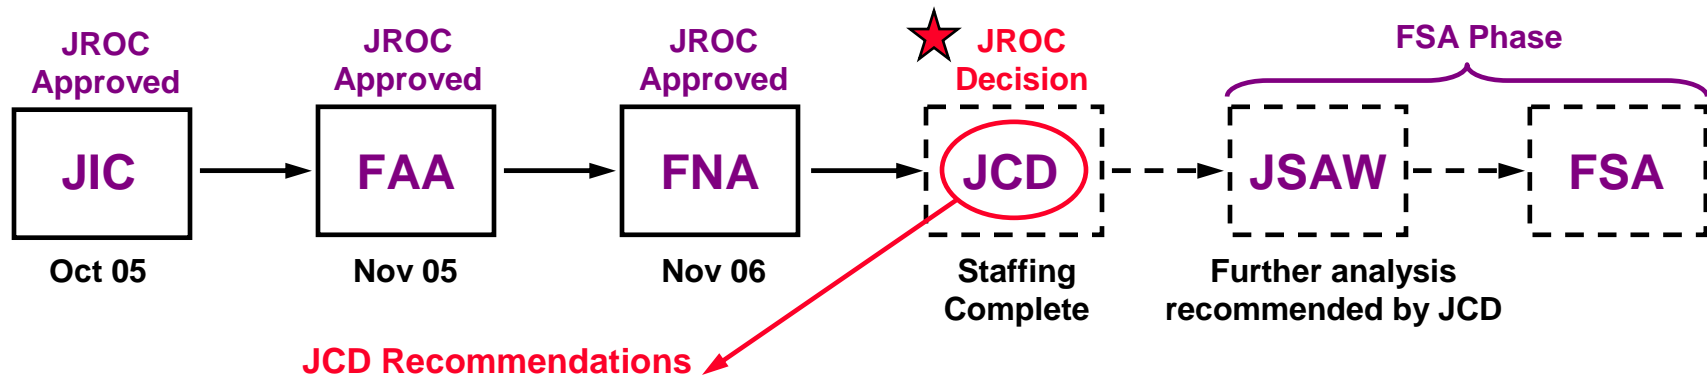 JROC
Approved
JROC
Approved
JROC
Approved
JROC
Decision
FSA Phase
JIC
FAA
FNA
JCD
JSAW
FSA
Oct 05
Nov 05
Nov 06
Staffing
Complete
Further analysis
recommended by JCD
JCD Recommendations